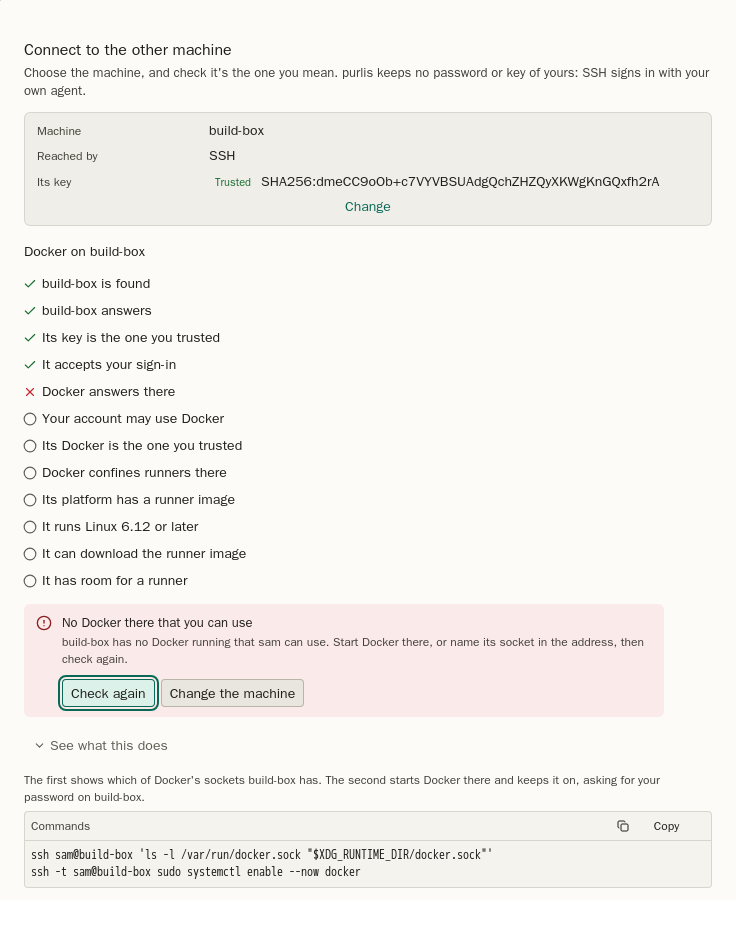 Connect to the other machine
Choose the machine, and check it's the one you mean. purlis keeps no password or key of yours: SSH signs in with your
own agent.
Machine build-box
Reached by SSH
Its key Trusted SHA256:dmeCC9oOb+c7VYVBSUAdgQchZHZQyXKWgKnGQxfh2rA
Change
Docker on build-box
build-box is found
build-box answers
Its key is the one you trusted
It accepts your sign-in
Docker answers there
Your account may use Docker
Its Docker is the one you trusted
Docker confines runners there
Its platform has a runner image
It runs Linux 6.12 or later
It can download the runner image
It has room for a runner
No Docker there that you can use
build-box has no Docker running that sam can use. Start Docker there, or name its socket in the address, then
check again.
Check again Change the machine
See what this does
The first shows which of Docker's sockets build-box has. The second starts Docker there and keeps it on, asking for your
password on build-box.
Commands Copy
ssh sam@build-box 'ls -l /var/run/docker.sock "$XDG_RUNTIME_DIR/docker.sock"'
ssh -t sam@build-box sudo systemctl enable --now docker